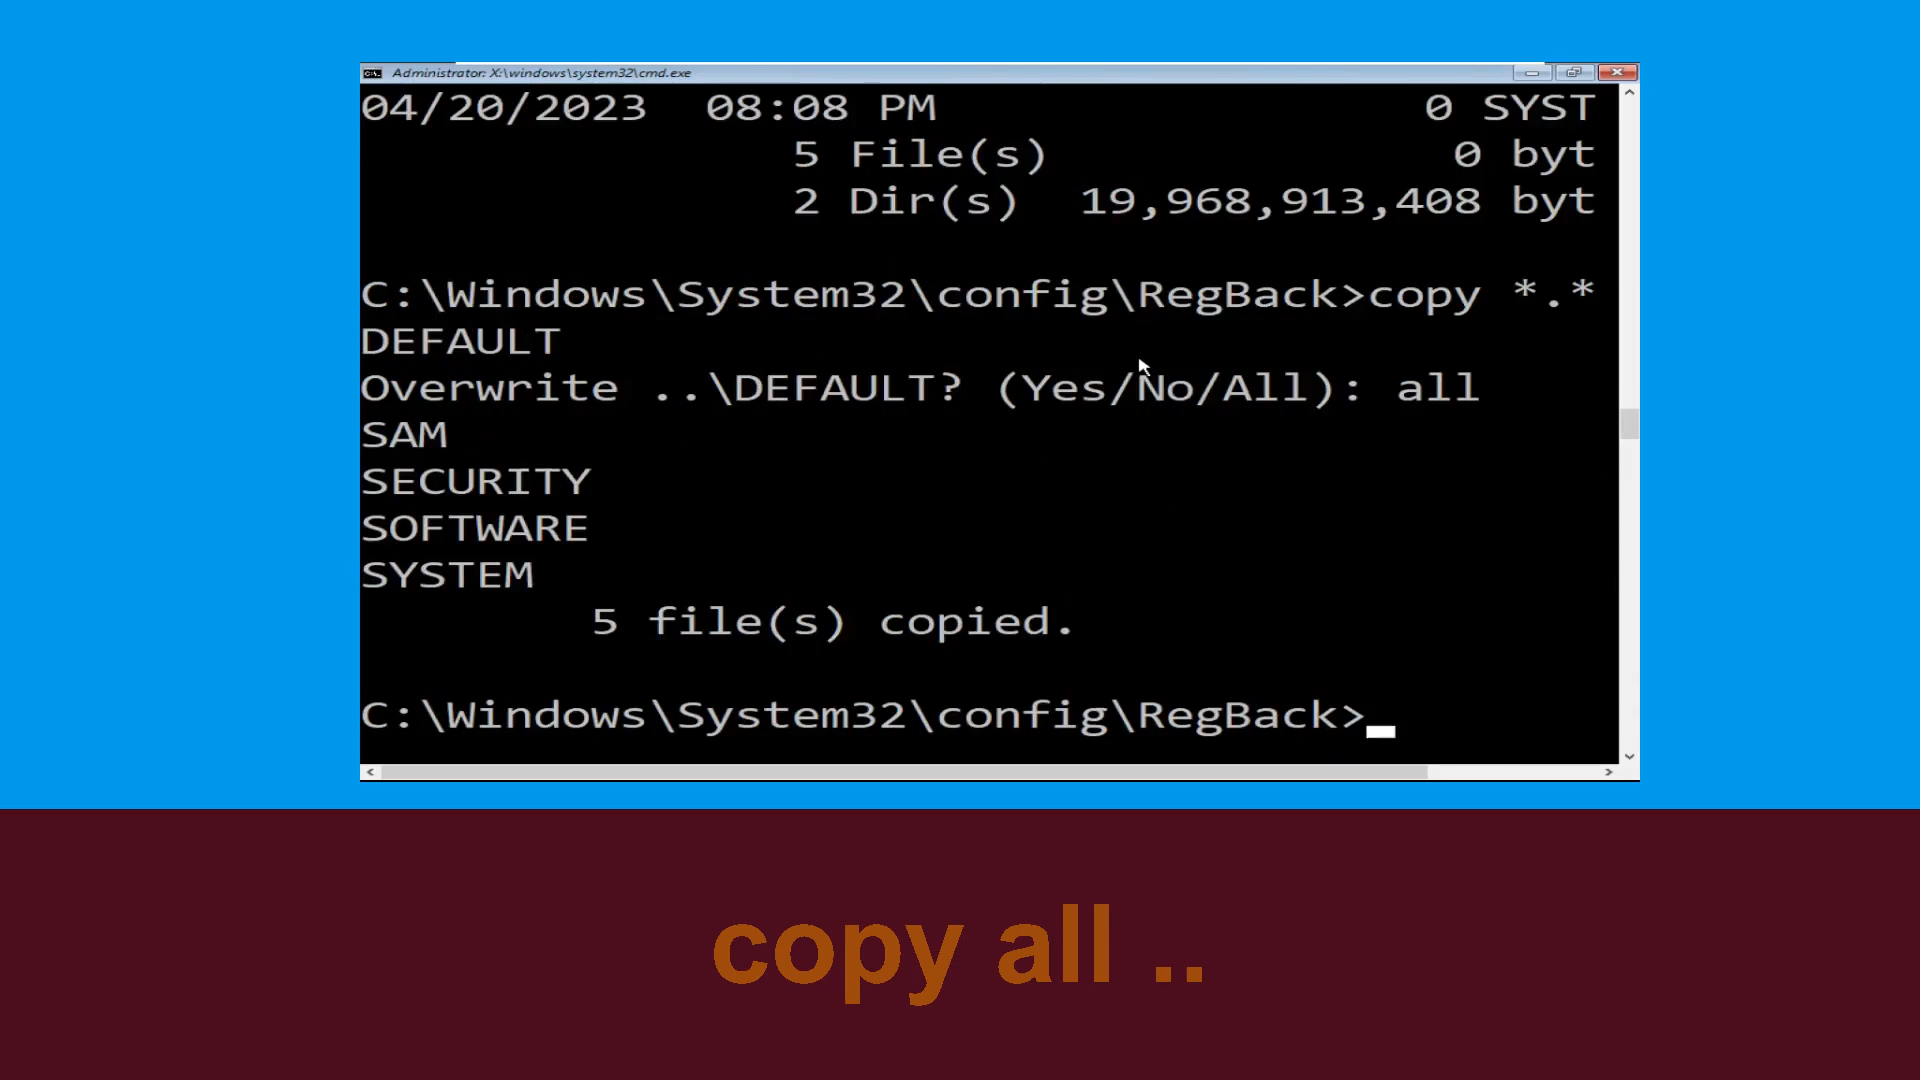 Administrator: X:\windows\system32\cmd.exe
04/20/2023  08:08 PM                 0 SYST
               5 File(s)              0 byt
               2 Dir(s)  19,968,913,408 byt
C:\Windows\System32\config\RegBack>copy *.*
DEFAULT
Overwrite ..\DEFAULT? (Yes/No/All): all
SAM
SECURITY
SOFTWARE
SYSTEM
        5 file(s) copied.
C:\Windows\System32\config\RegBack>
copy all ..